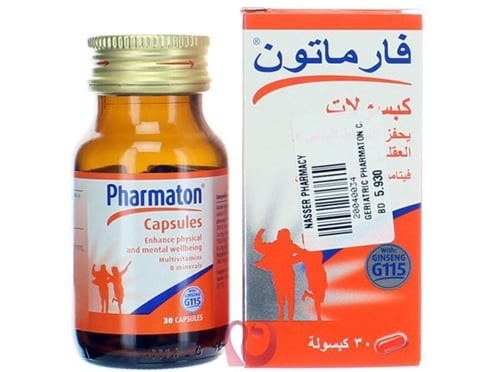 Pharmaton®
Capsules
Enhance physical
and mental wellbeing
Multivitamins
& minerals
With: GINSENG
G115
30 CAPSULES
فارماتون®
كبسولات
يحفز
العقلي
NASSER PHARMACY
20040034
GERIATRIC PHARMATON C
BD 5.930
With:
GINSENG
G115
٣٠ كبسولة